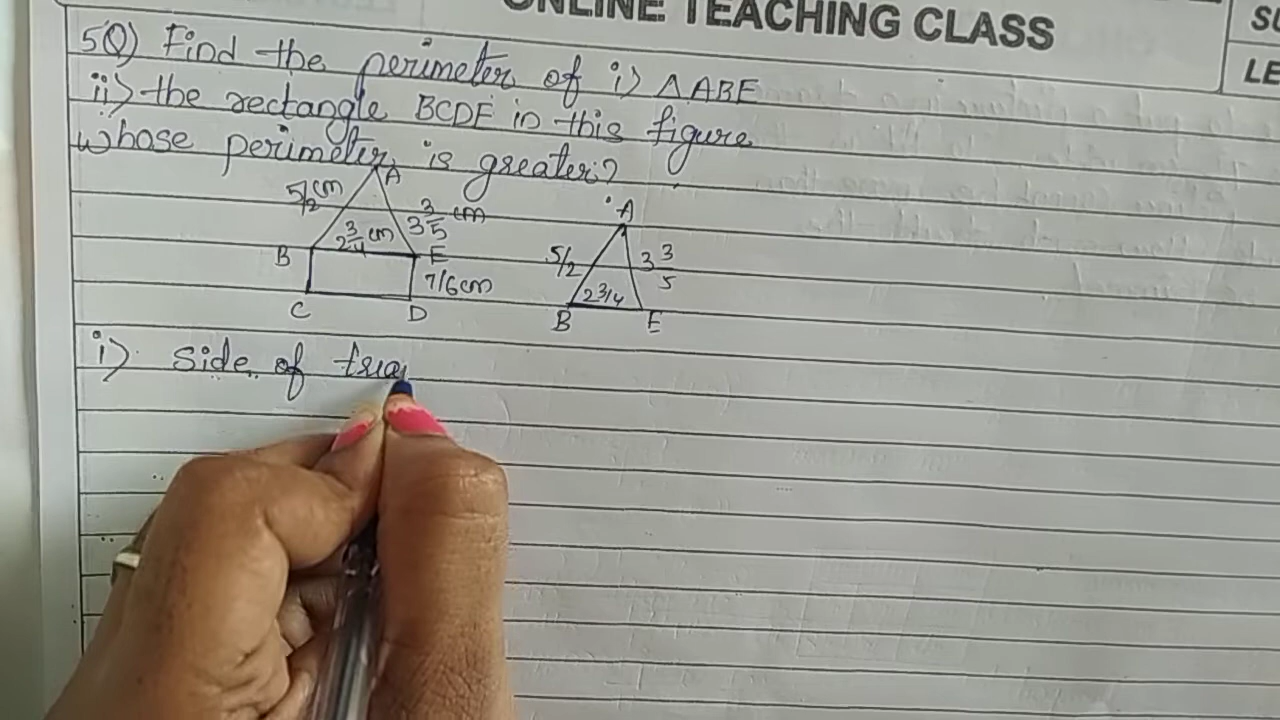 ONLINE TEACHING CLASS
SU
LE
5Q) Find the perimeter of i) △ABE
ii) the rectangle BCDE in this figure
whose perimeter is greater?
A
5/2 cm
3 3/5 cm
2 3/4 cm
B
E
7/6 cm
C
D
A
5/2
3 3/5
2 3/4
B
E
i) Side of tria